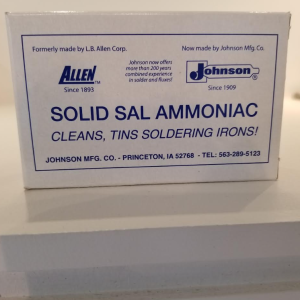 Formerly made by L.B. Allen Corp.
Now made by Johnson Mfg. Co.
ALLEN
Since 1893
Johnson now offers
more than 200 years
combined experience
in solder and fluxes!
Johnson
Since 1909
SOLID SAL AMMONIAC
CLEANS, TINS SOLDERING IRONS!
JOHNSON MFG. CO. - PRINCETON, IA 52768 - TEL: 563-289-5123